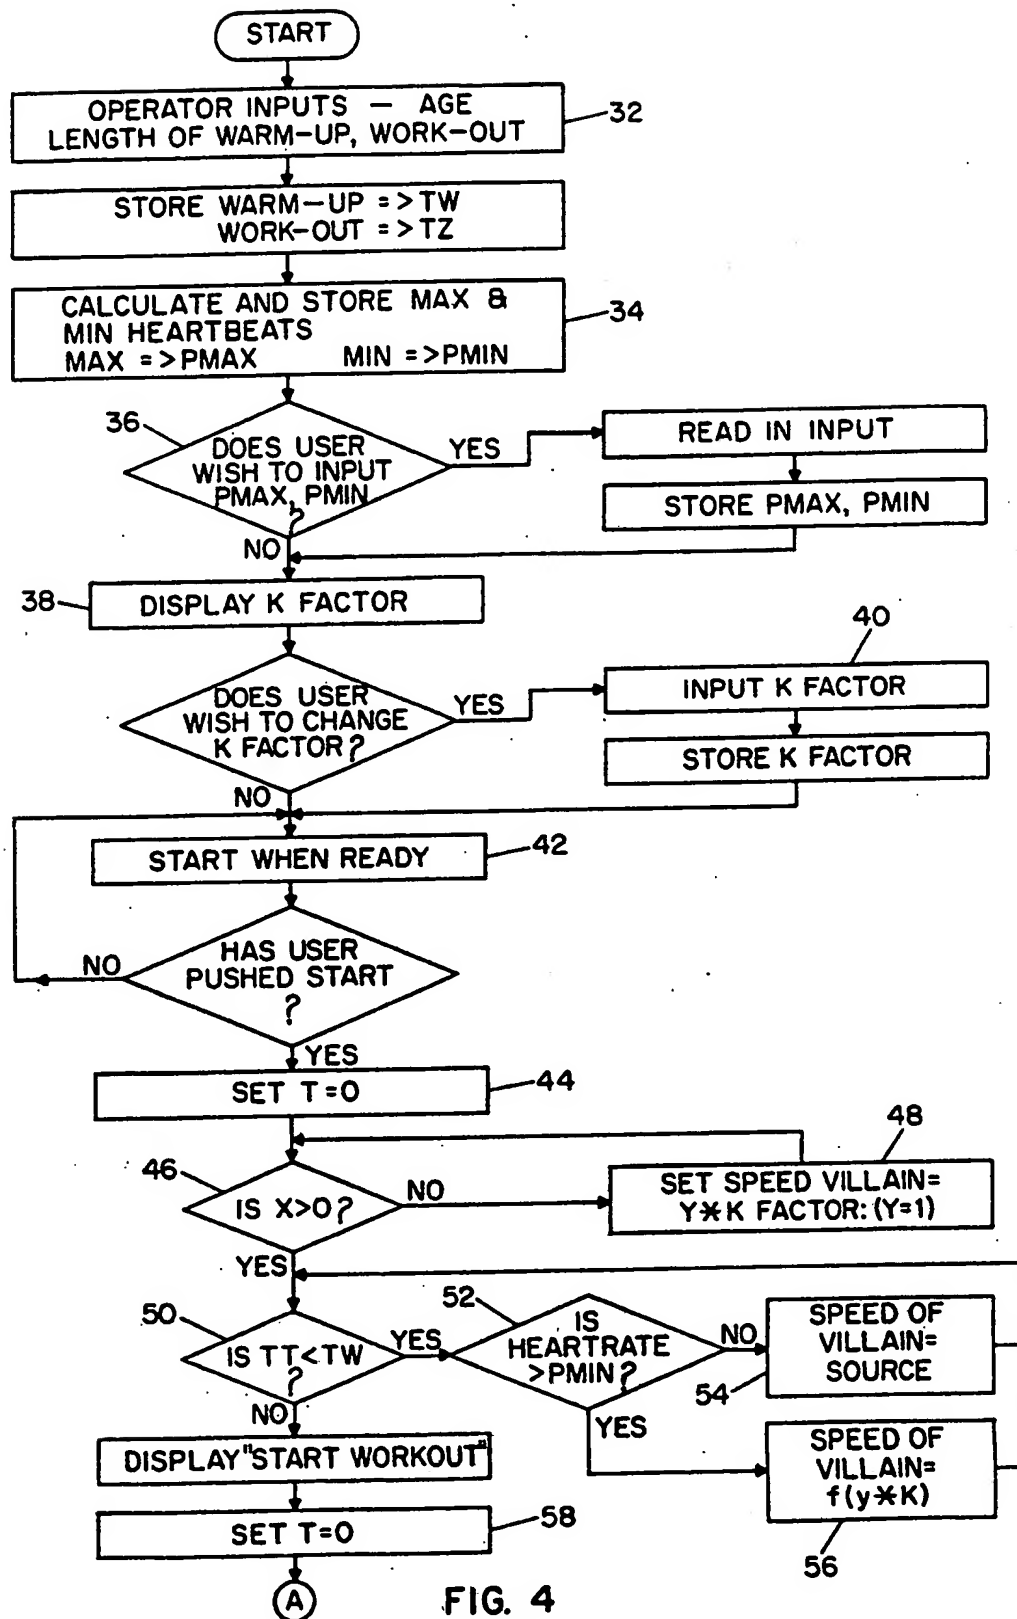 START
OPERATOR INPUTS — AGE
LENGTH OF WARM-UP, WORK-OUT
32
STORE WARM-UP =>TW
WORK-OUT =>TZ
CALCULATE AND STORE MAX &
MIN HEARTBEATS
MAX =>PMAX MIN =>PMIN
34
36
DOES USER
WISH TO INPUT
PMAX, PMIN
?
YES
READ IN INPUT
STORE PMAX, PMIN
NO
38
DISPLAY K FACTOR
40
DOES USER
WISH TO CHANGE
K FACTOR?
YES
INPUT K FACTOR
STORE K FACTOR
NO
START WHEN READY
42
HAS USER
PUSHED START
?
NO
YES
SET T=0
44
46
IS X>0?
NO
48
SET SPEED VILLAIN=
Y*K FACTOR:(Y=1)
YES
50
IS TT<TW
?
YES
52
IS
HEARTRATE
>PMIN?
NO
SPEED OF
VILLAIN=
SOURCE
54
YES
SPEED OF
VILLAIN=
f(y*K)
56
NO
DISPLAY "START WORKOUT"
SET T=0
58
A
FIG. 4